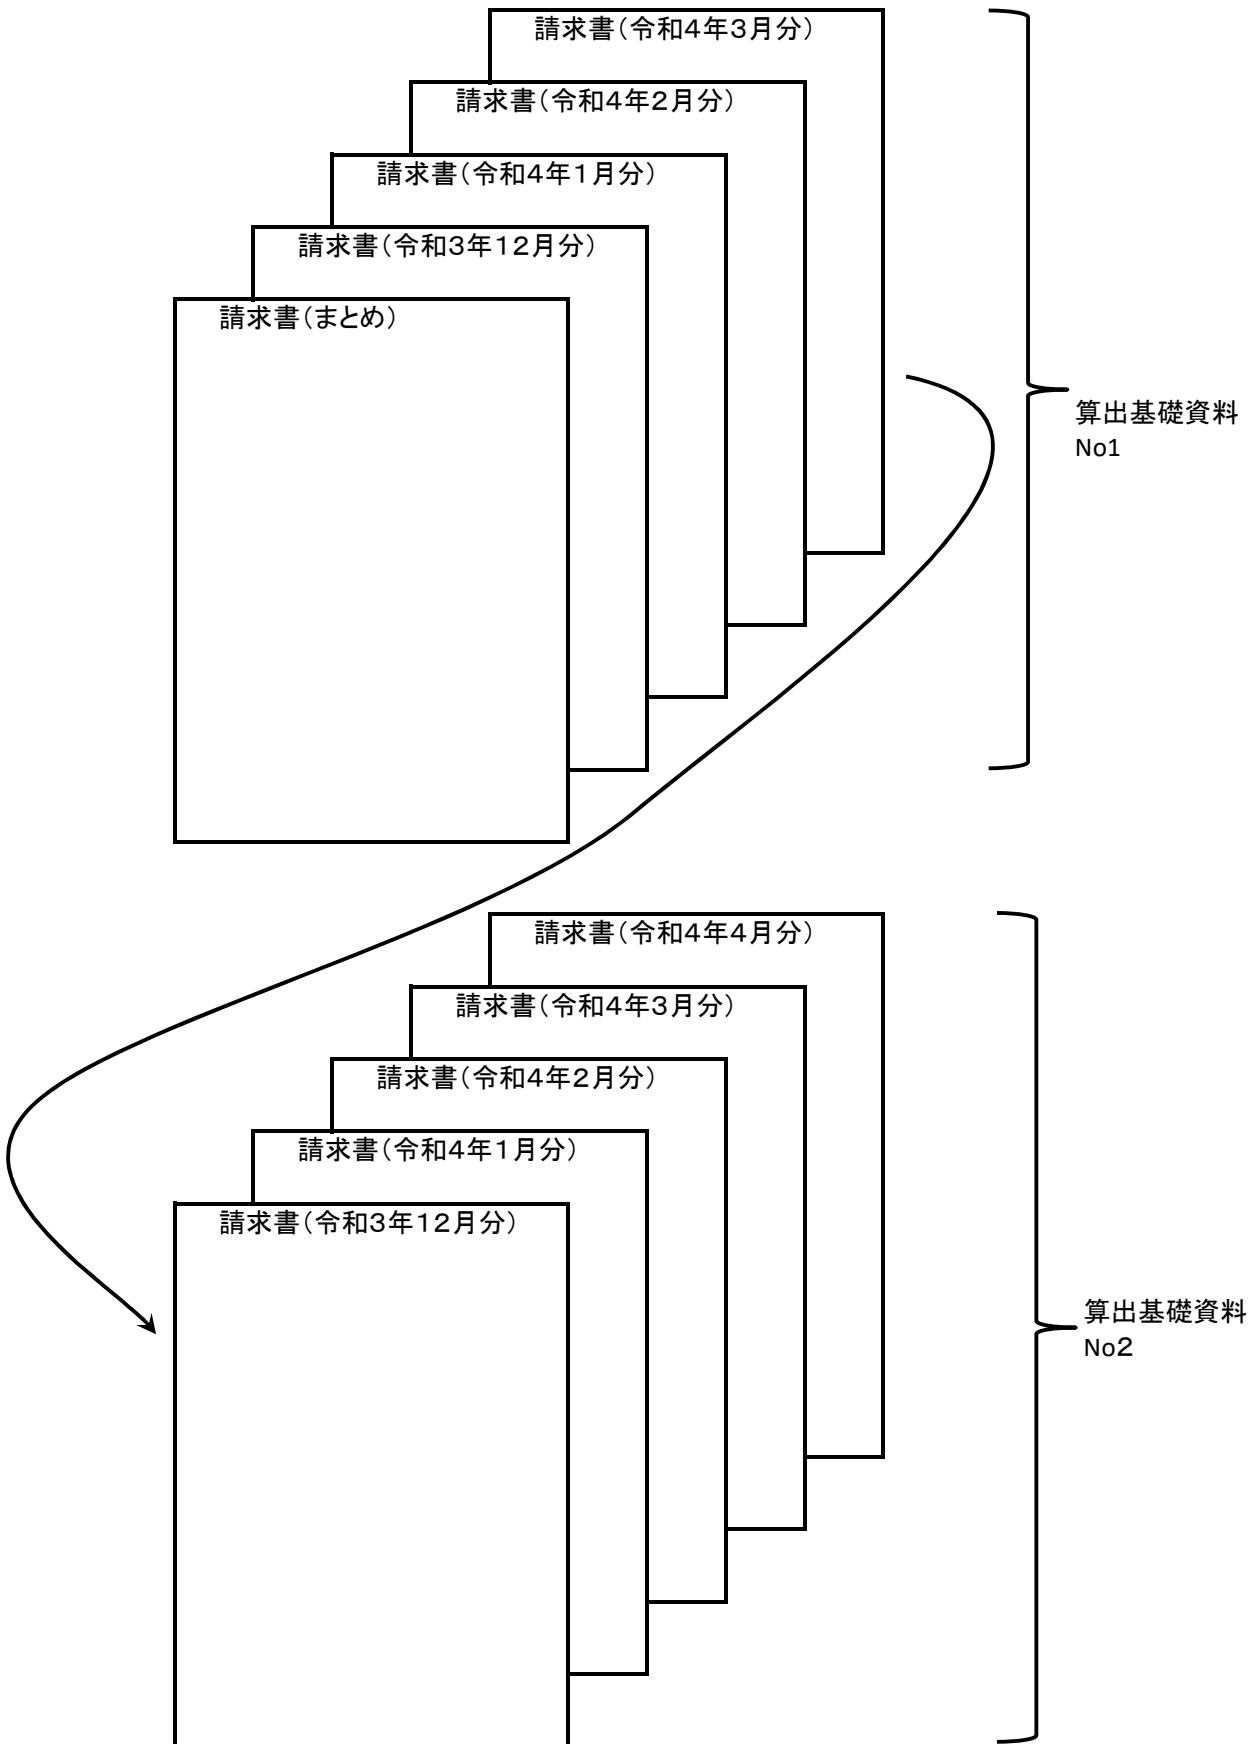 請求書（令和４年３月分）
請求書（令和４年２月分）
請求書（令和４年１月分）
請求書（令和３年１２月分）
請求書（まとめ）
算出基礎資料
No1
請求書（令和４年４月分）
請求書（令和４年３月分）
請求書（令和４年２月分）
請求書（令和４年１月分）
請求書（令和３年１２月分）
算出基礎資料
No２